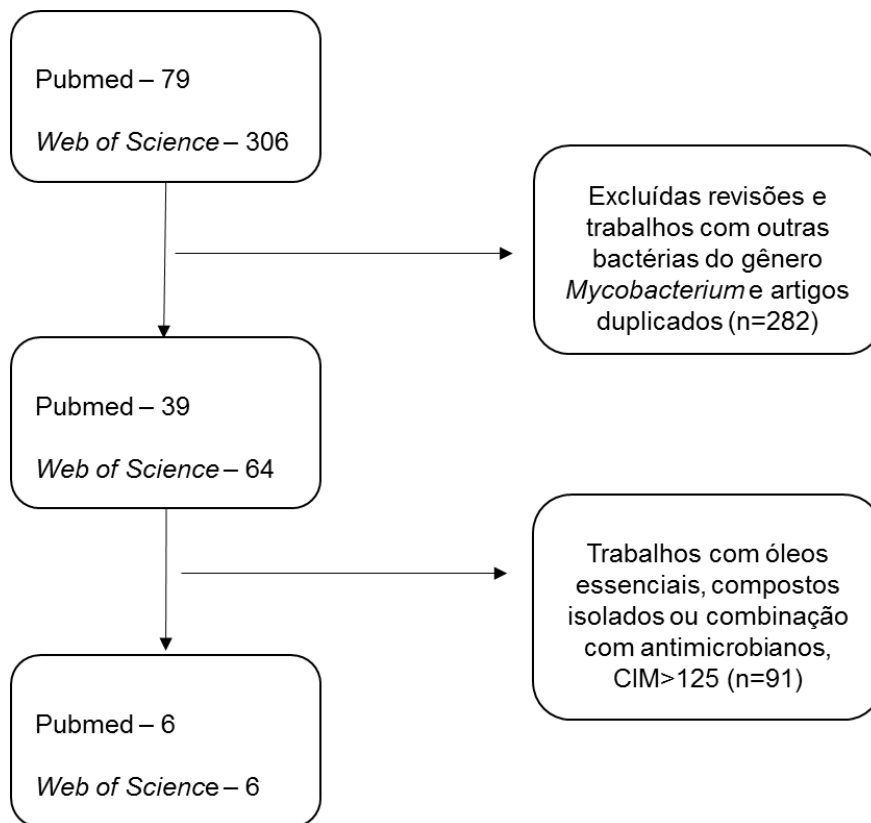 Pubmed – 79
Web of Science – 306
Excluídas revisões e
trabalhos com outras
bactérias do gênero
Mycobacterium e artigos
duplicados (n=282)
Pubmed – 39
Web of Science – 64
Trabalhos com óleos
essenciais, compostos
isolados ou combinação
com antimicrobianos,
CIM>125 (n=91)
Pubmed – 6
Web of Science – 6